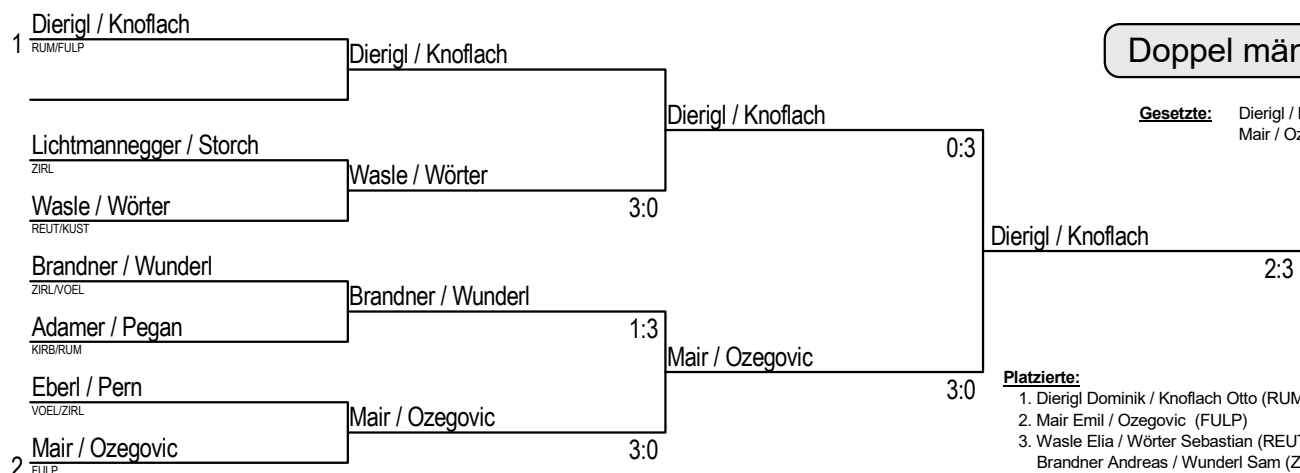 Dierigl / Knoflach
1
RUM/FULP
Dierigl / Knoflach
Dierigl / Knoflach
0:3
Lichtmannegger / Storch
ZIRL
Wasle / Wörter
3:0
Wasle / Wörter
REUT/KUST
Dierigl / Knoflach
2:3
Brandner / Wunderl
ZIRL/VOEL
Brandner / Wunderl
1:3
Adamer / Pegan
KIRB/RUM
Mair / Ozegovic
3:0
Eberl / Pern
VOEL/ZIRL
Mair / Ozegovic
3:0
Mair / Ozegovic
2
FULP
Doppel män
Gesetzte: Dierigl /
Mair / Oz
Platzierte:
1. Dierigl Dominik / Knoflach Otto (RUM
2. Mair Emil / Ozegovic (FULP)
3. Wasle Elia / Wörter Sebastian (REUT
Brandner Andreas / Wunderl Sam (Z